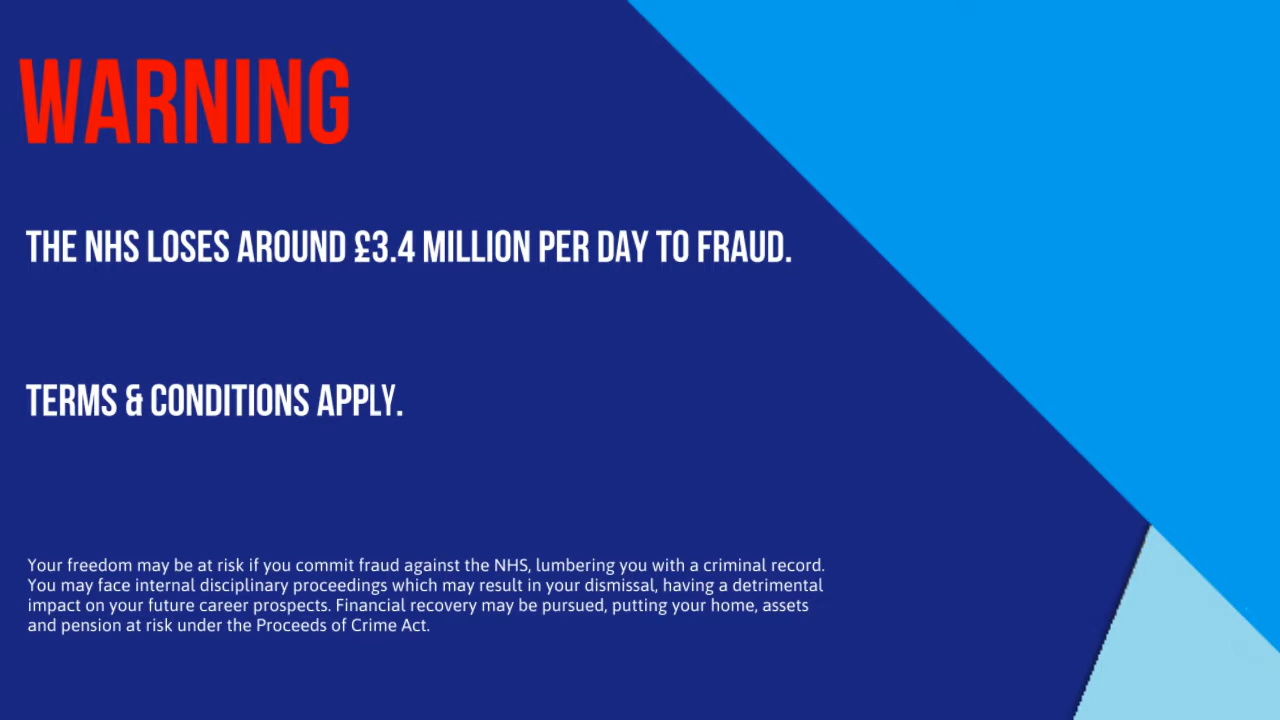 WARNING
THE NHS LOSES AROUND £3.4 MILLION PER DAY TO FRAUD.
TERMS & CONDITIONS APPLY.
Your freedom may be at risk if you commit fraud against the NHS, lumbering you with a criminal record.
You may face internal disciplinary proceedings which may result in your dismissal, having a detrimental
impact on your future career prospects. Financial recovery may be pursued, putting your home, assets
and pension at risk under the Proceeds of Crime Act.